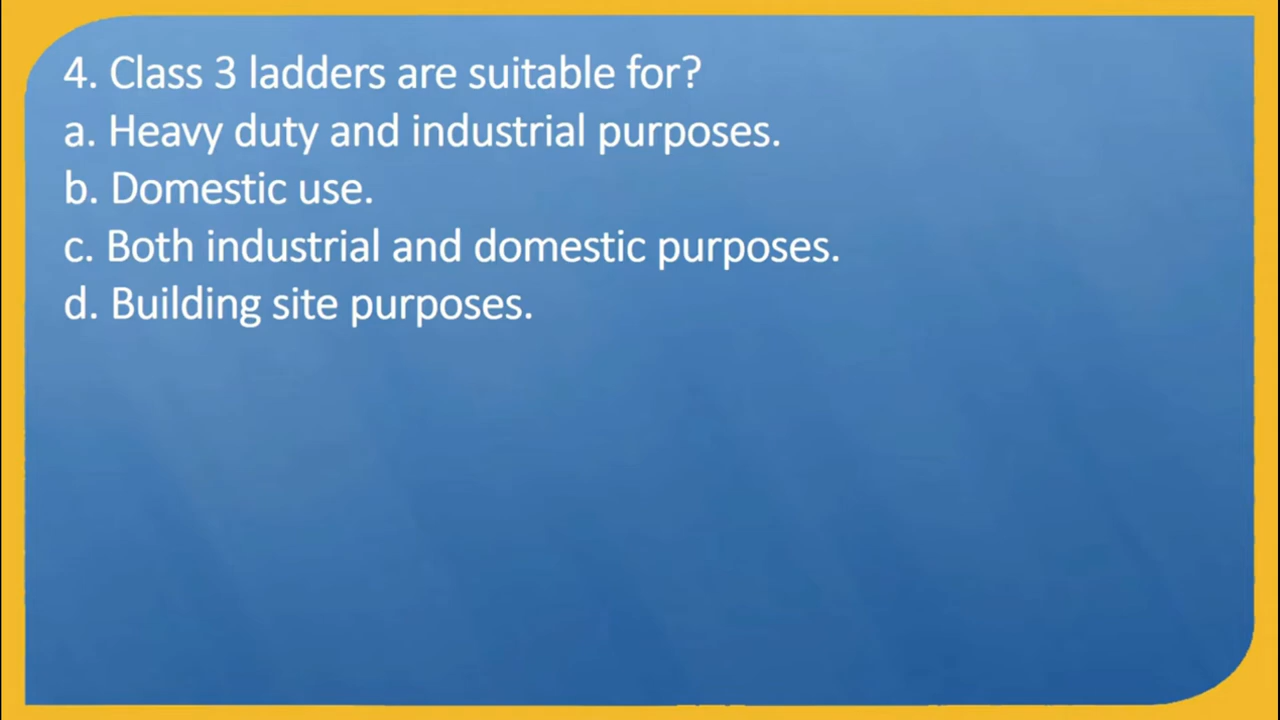 4. Class 3 ladders are suitable for?
a. Heavy duty and industrial purposes.
b. Domestic use.
c. Both industrial and domestic purposes.
d. Building site purposes.